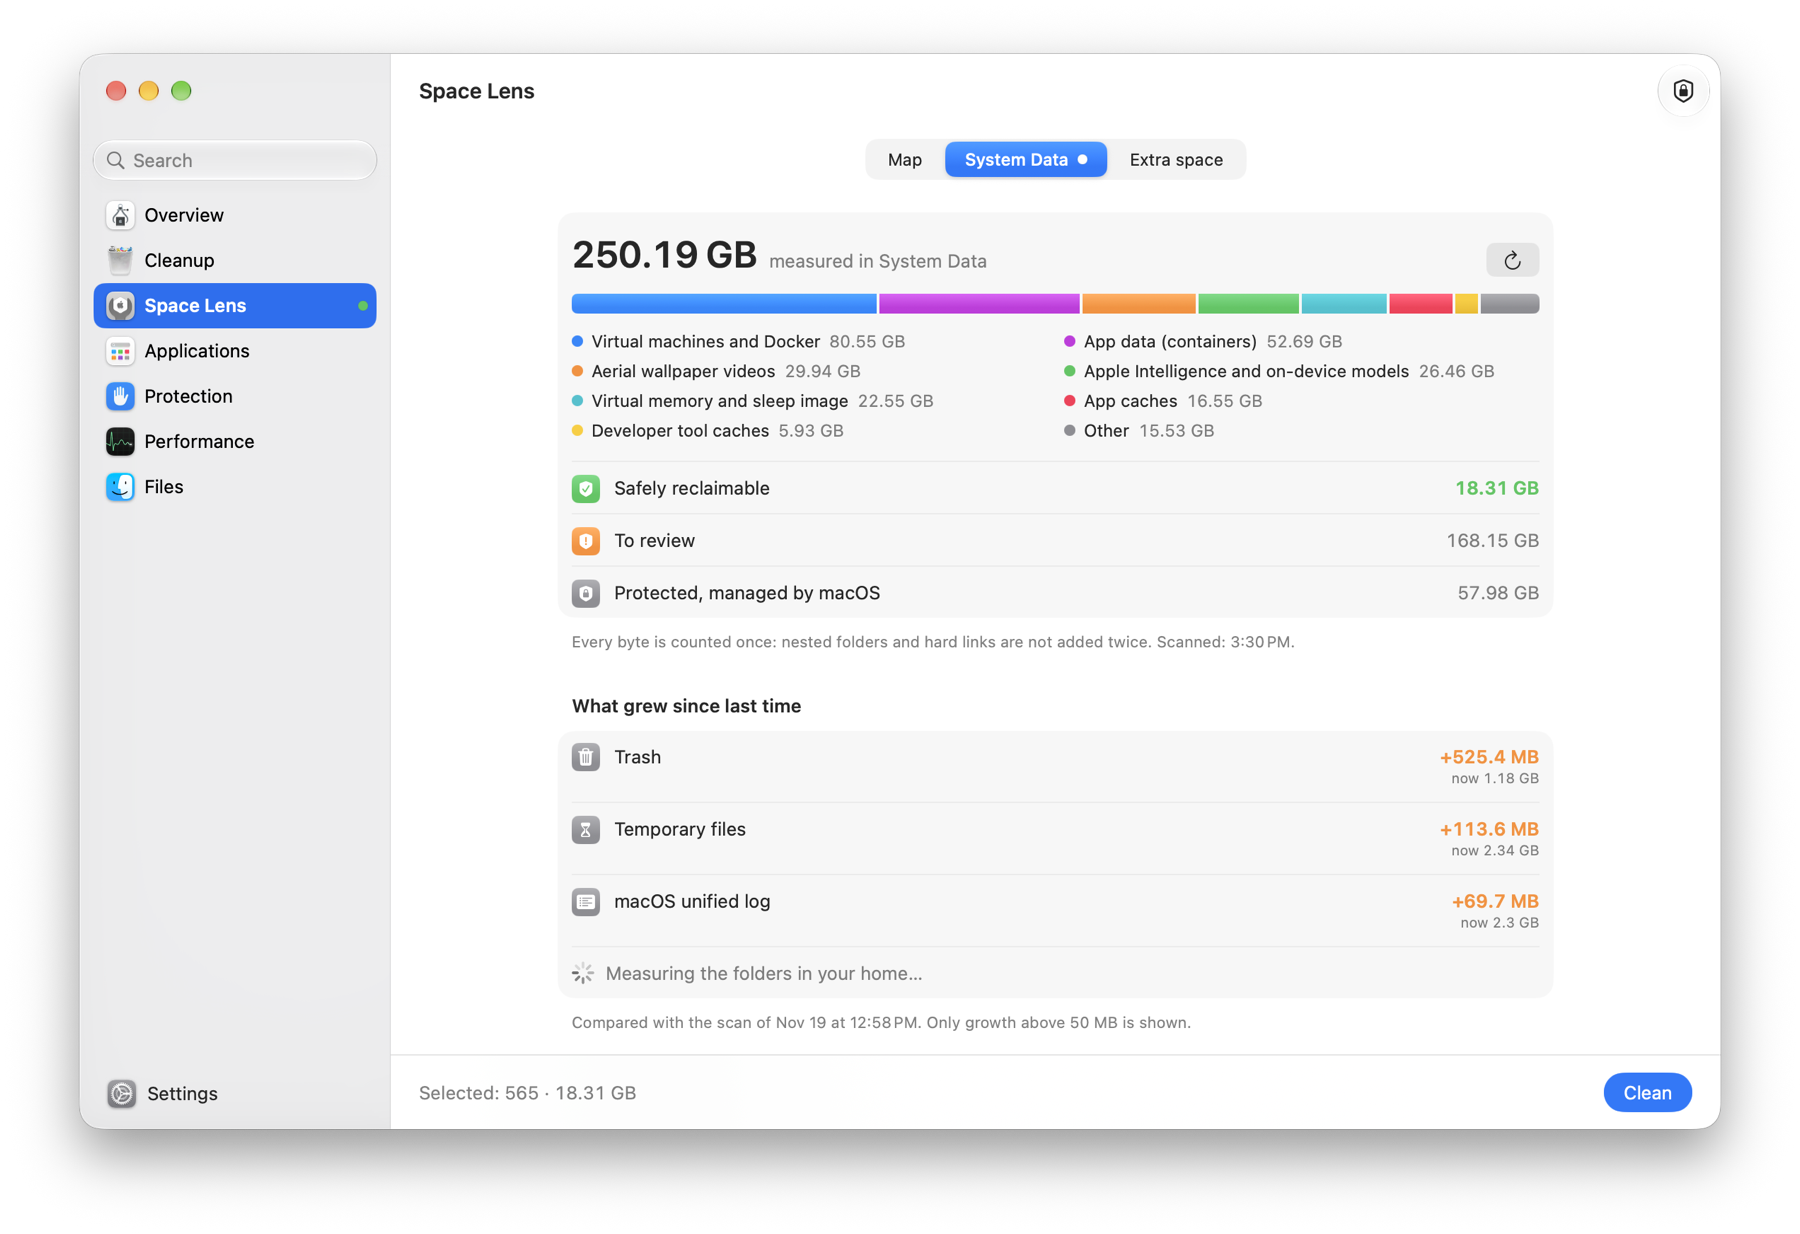 Space Lens
Search
Overview
Cleanup
Space Lens
Applications
Protection
Performance
Files
Settings
Map
System Data
Extra space
250.19 GB measured in System Data
Virtual machines and Docker 80.55 GB
App data (containers) 52.69 GB
Aerial wallpaper videos 29.94 GB
Apple Intelligence and on-device models 26.46 GB
Virtual memory and sleep image 22.55 GB
App caches 16.55 GB
Developer tool caches 5.93 GB
Other 15.53 GB
Safely reclaimable 18.31 GB
To review 168.15 GB
Protected, managed by macOS 57.98 GB
Every byte is counted once: nested folders and hard links are not added twice. Scanned: 3:30 PM.
What grew since last time
Trash +525.4 MB
now 1.18 GB
Temporary files +113.6 MB
now 2.34 GB
macOS unified log +69.7 MB
now 2.3 GB
Measuring the folders in your home...
Compared with the scan of Nov 19 at 12:58 PM. Only growth above 50 MB is shown.
Selected: 565 · 18.31 GB
Clean